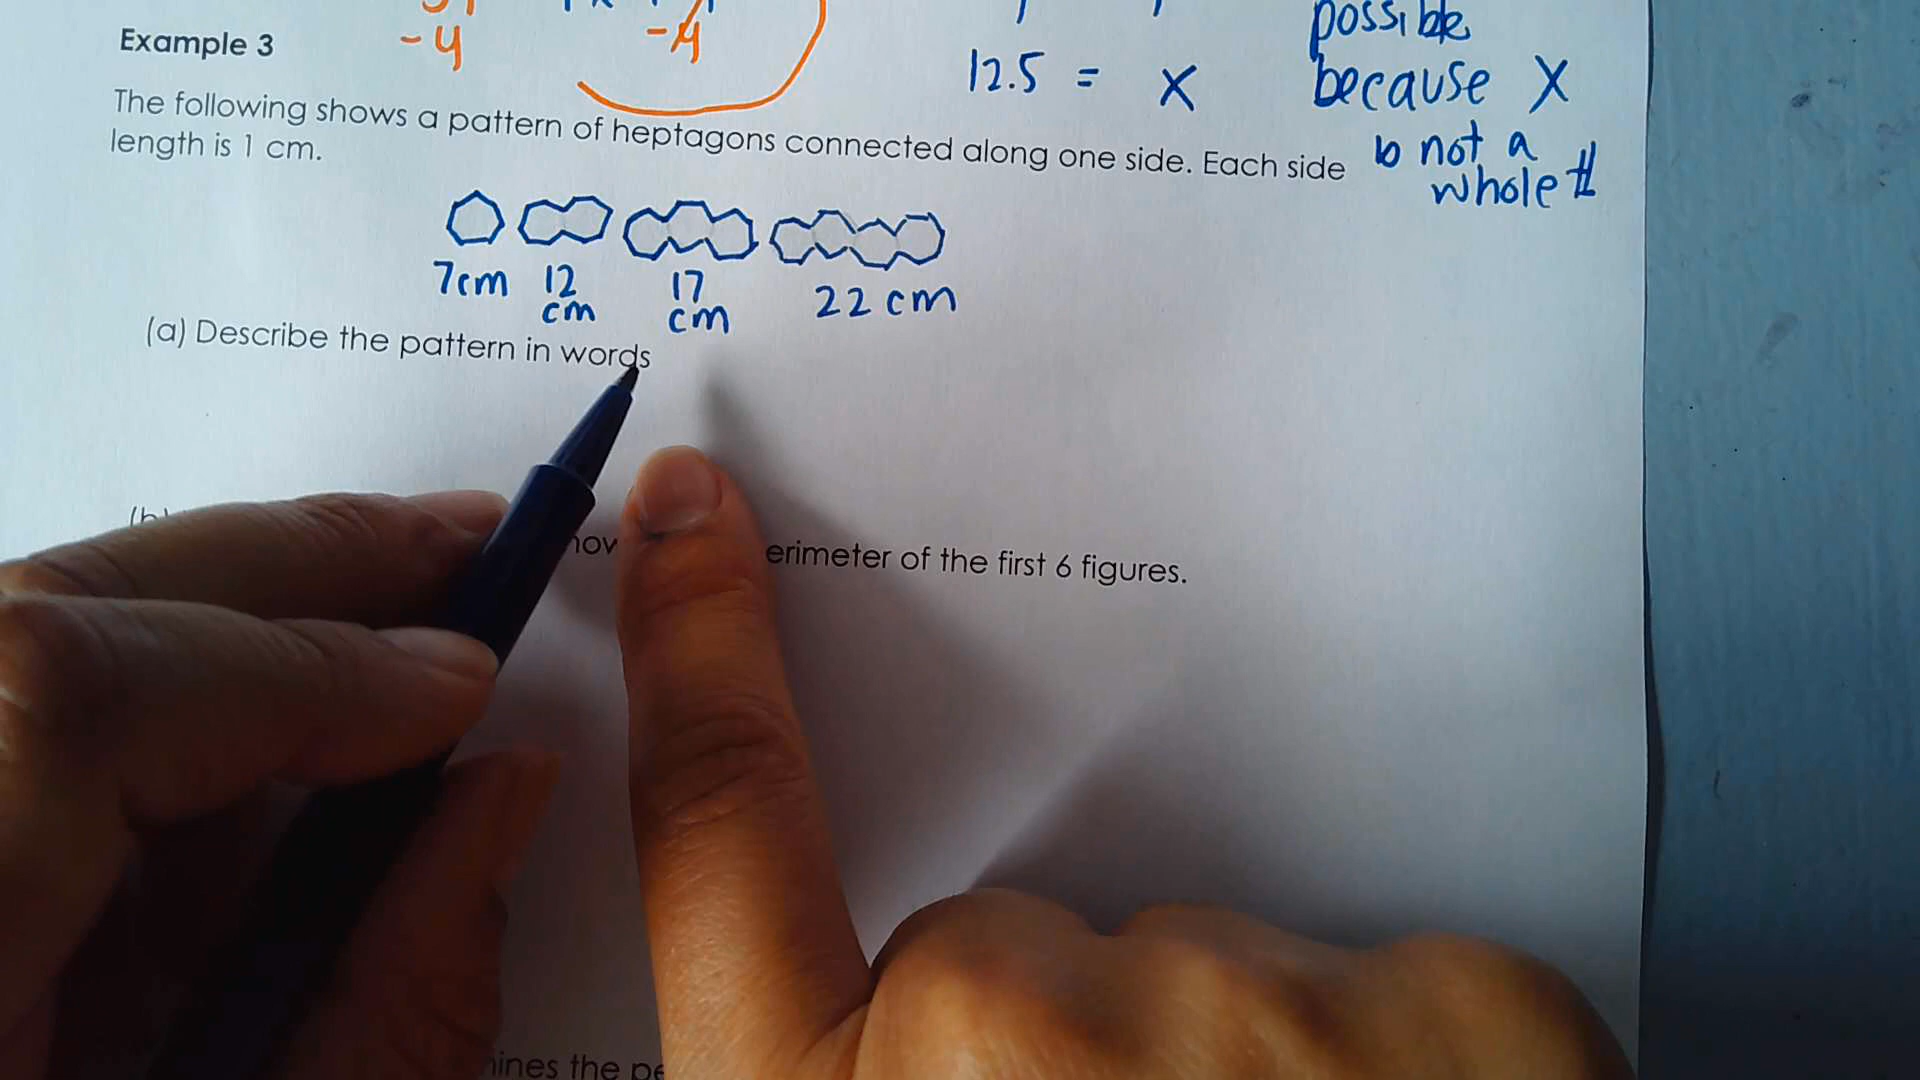 -4
-4
12.5 = x
possible
because X
not a
whole #
Example 3
The following shows a pattern of heptagons connected along one side. Each side
length is 1 cm.
7cm 12 cm 17 cm 22 cm
(a) Describe the pattern in words
of the first 6 figures.
the